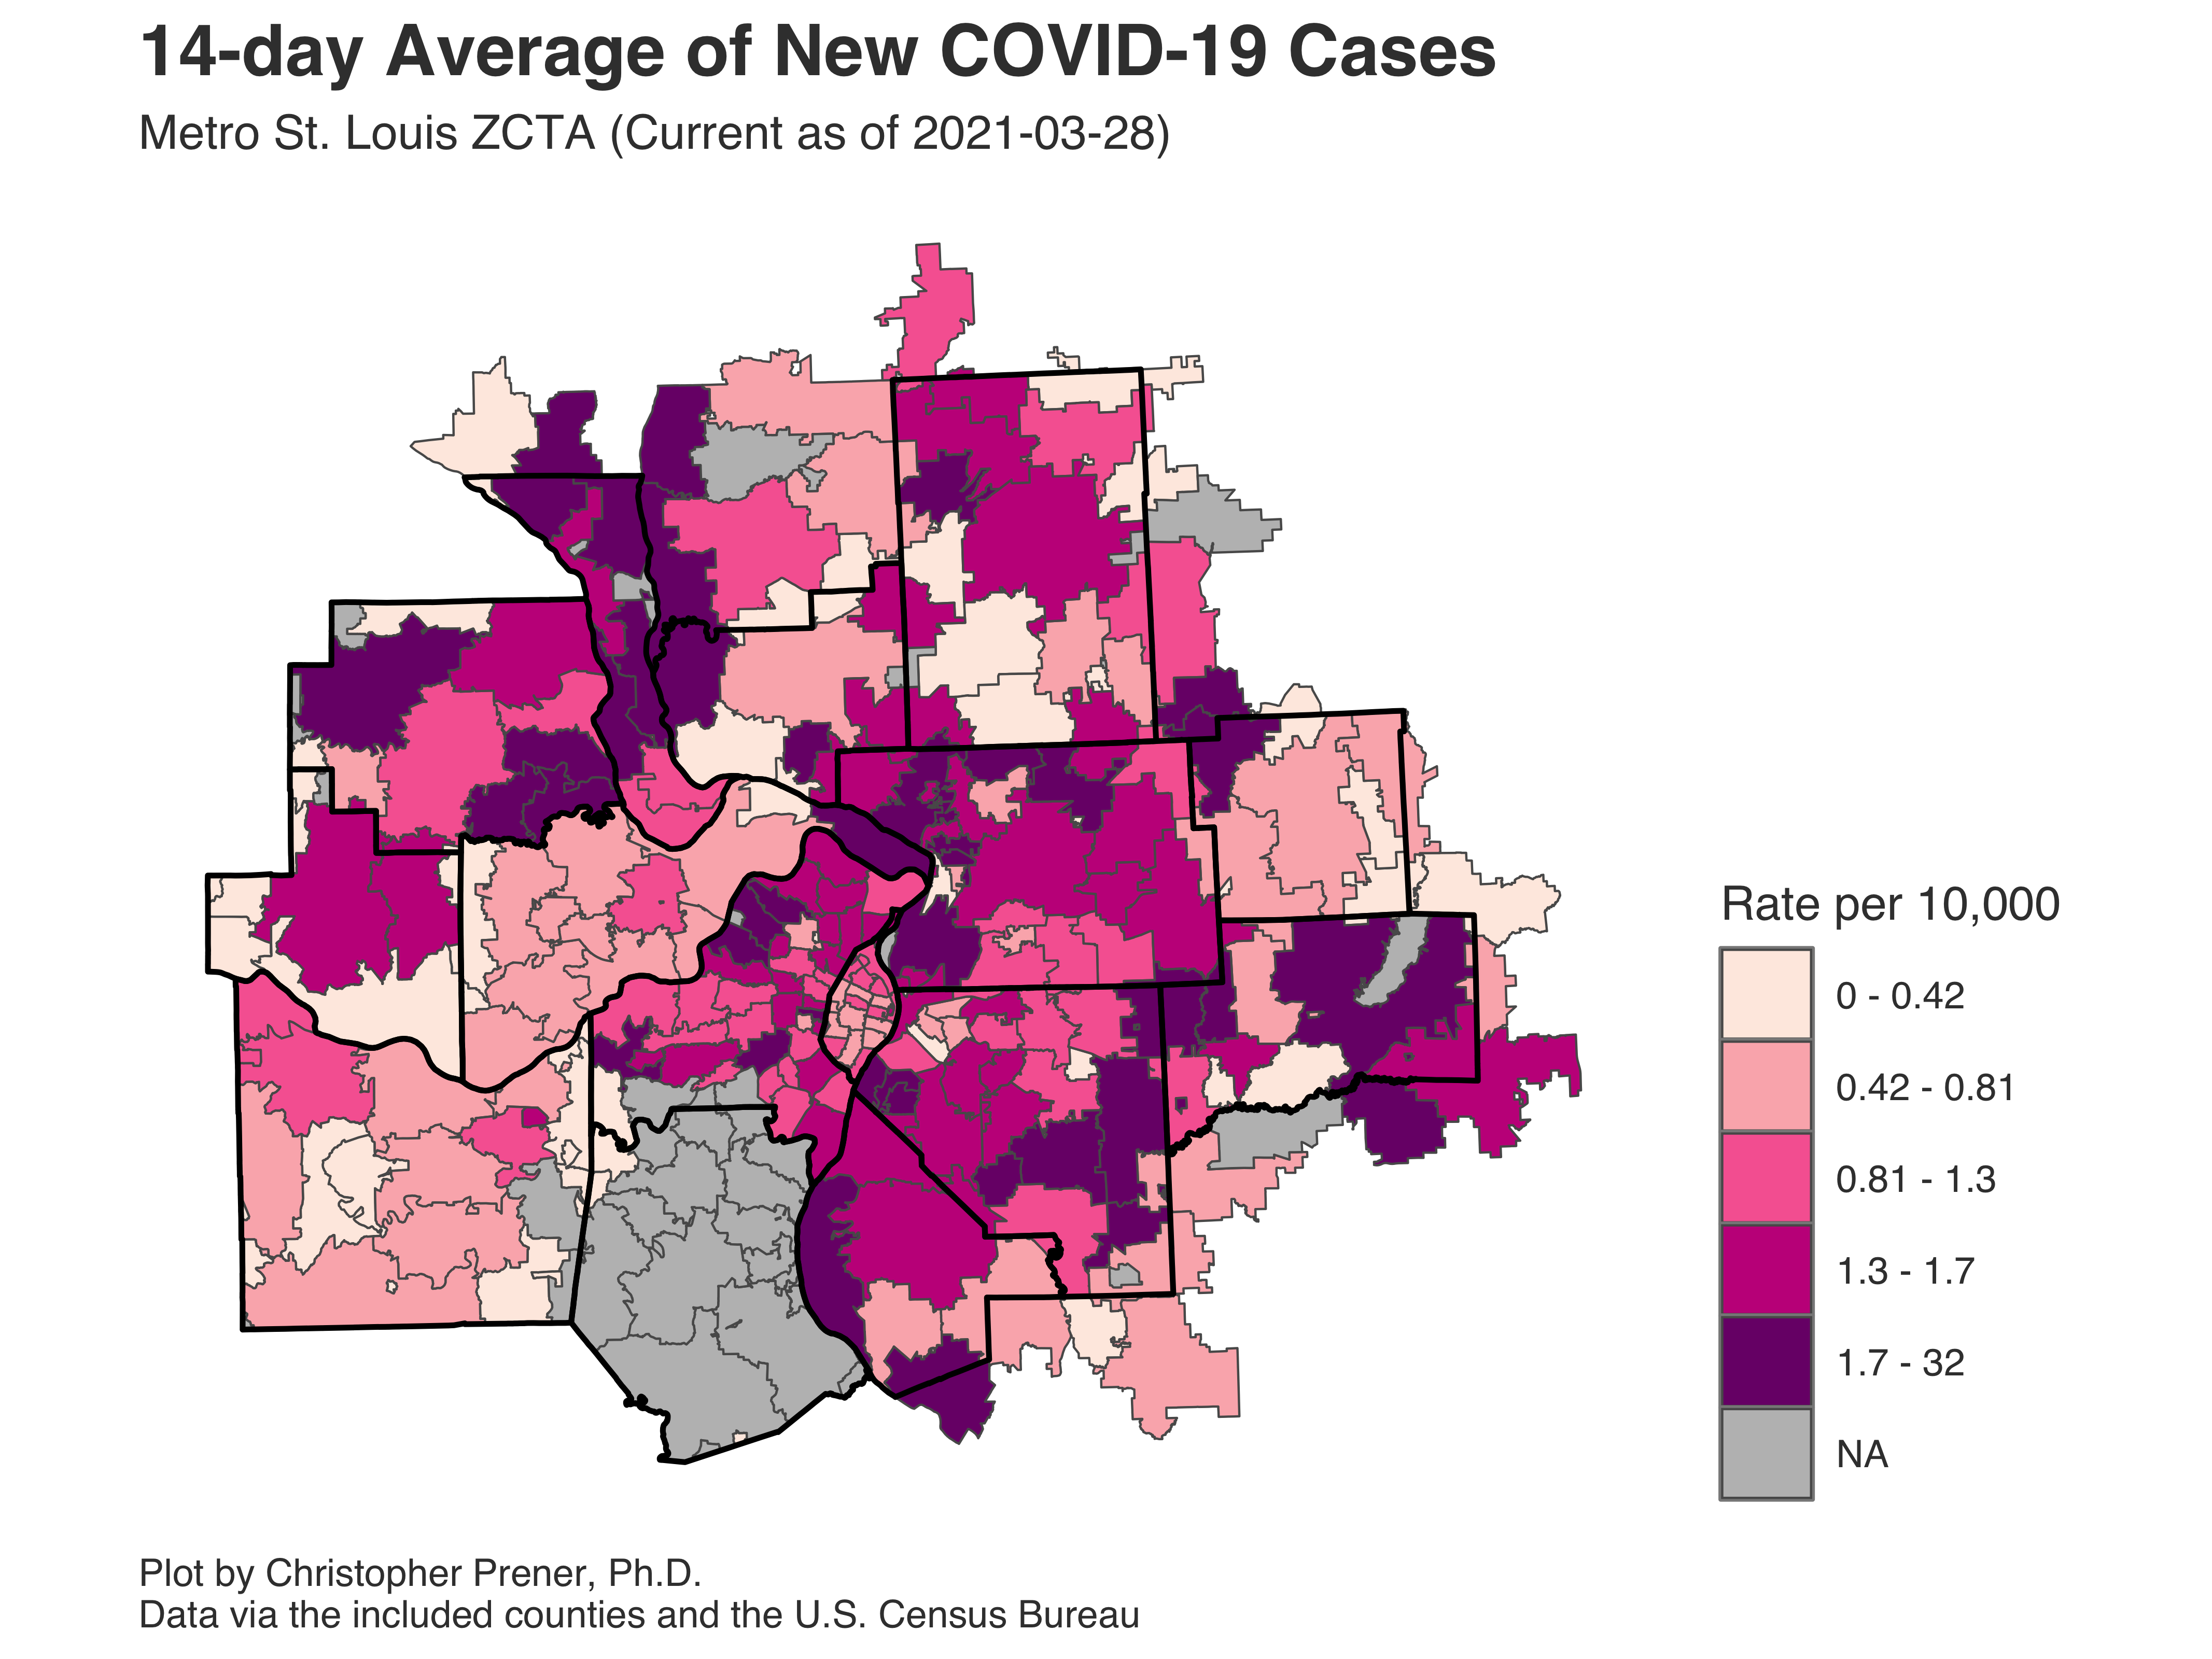 14-day Average of New COVID-19 Cases
Metro St. Louis ZCTA (Current as of 2021-03-28)
Rate per 10,000
0 - 0.42
0.42 - 0.81
0.81 - 1.3
1.3 - 1.7
1.7 - 32
NA
Plot by Christopher Prener, Ph.D.
Data via the included counties and the U.S. Census Bureau